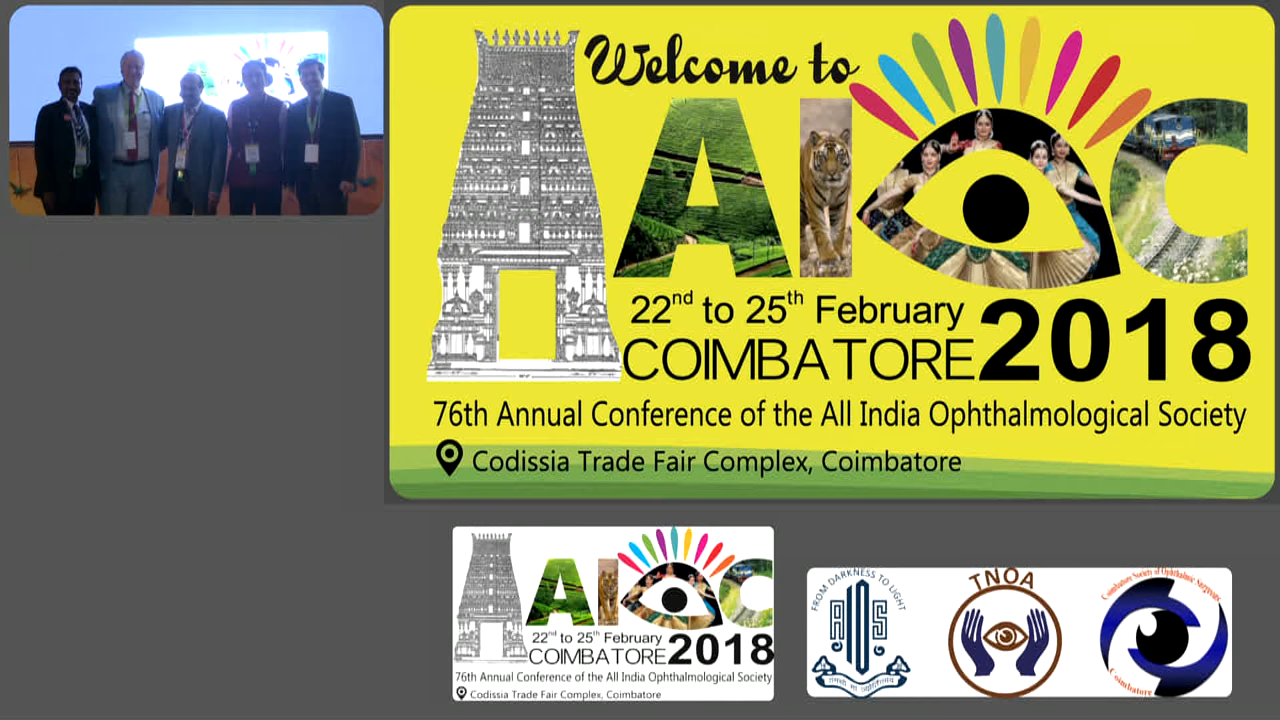 Welcome to
AIOC
22nd to 25th February
COIMBATORE 2018
76th Annual Conference of the All India Ophthalmological Society
Codissia Trade Fair Complex, Coimbatore
AIOC
22nd to 25th February
COIMBATORE 2018
76th Annual Conference of the All India Ophthalmological Society
Codissia Trade Fair Complex, Coimbatore
FROM DARKNESS TO LIGHT
AIOS
TNOA
Coimbatore Society of Ophthalmic Surgeons
Coimbatore